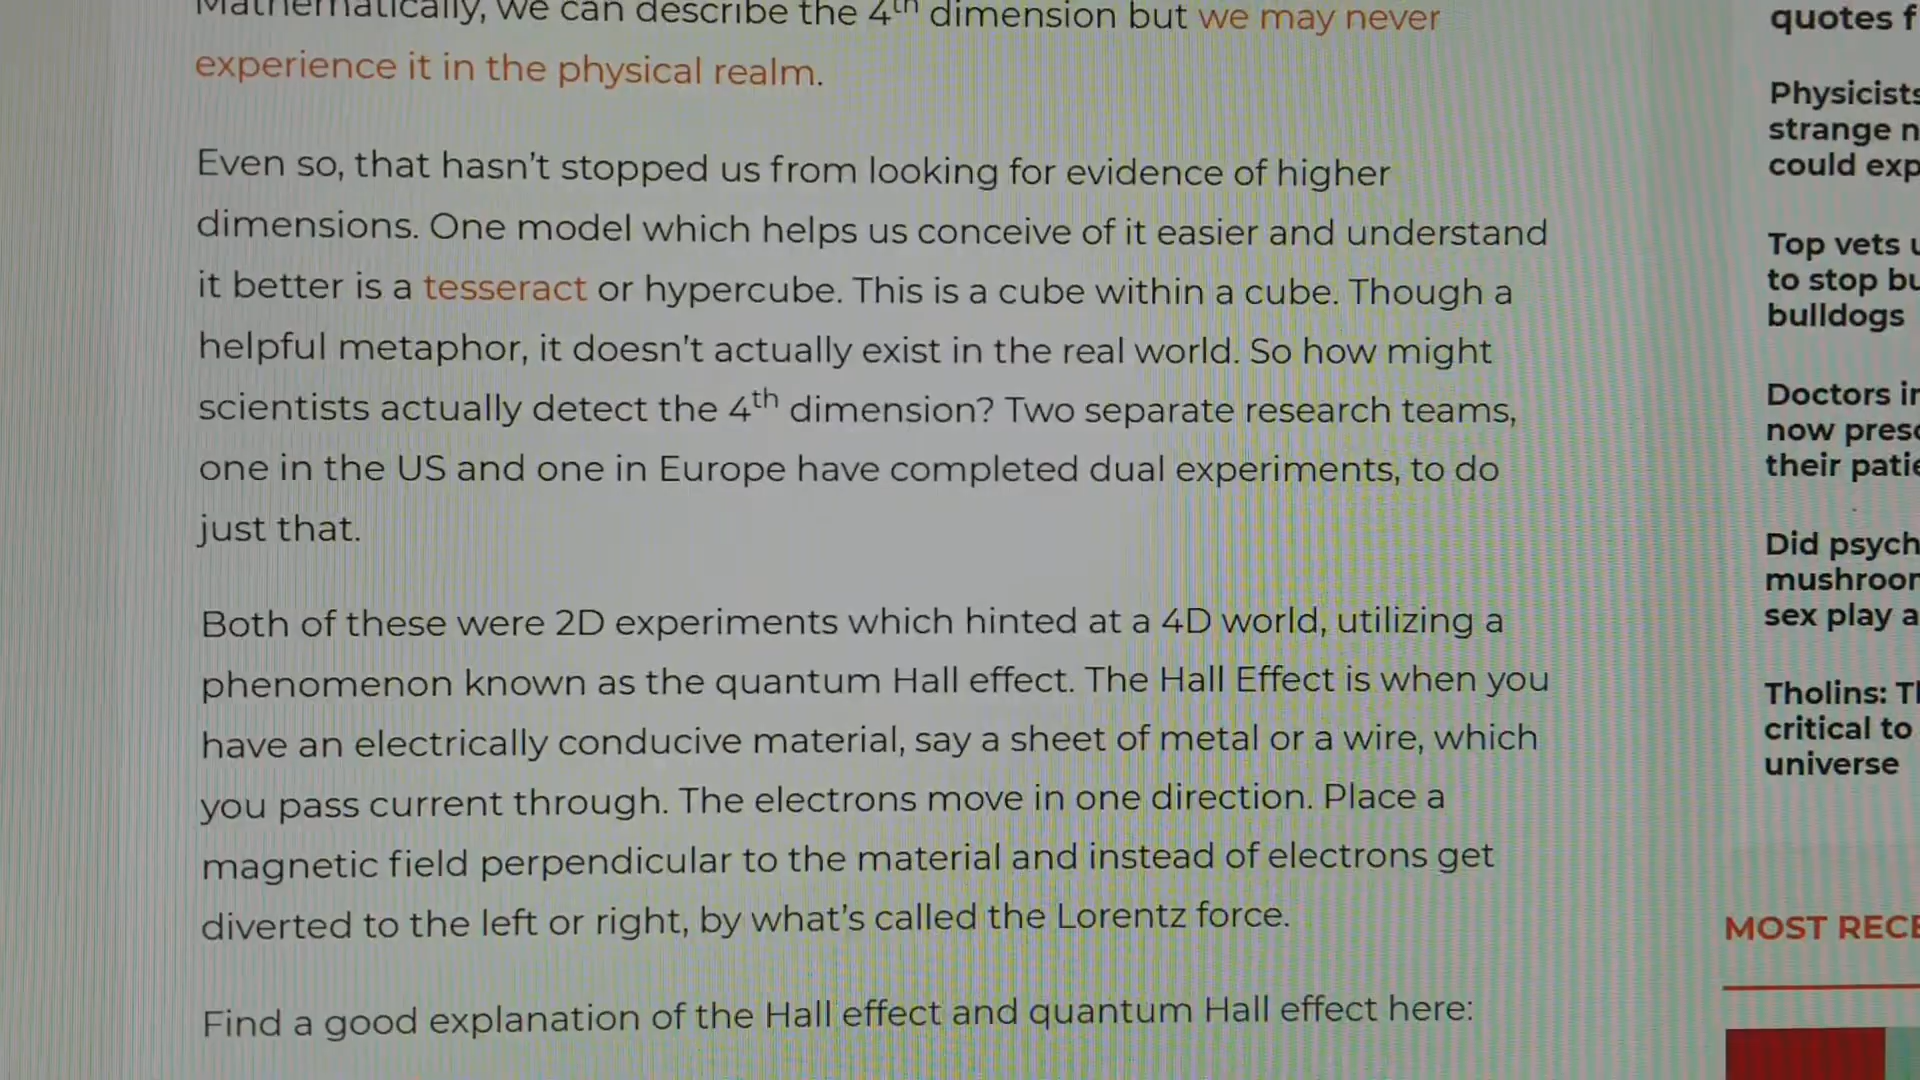 Mathematically, we can describe the 4th dimension but we may never
experience it in the physical realm.
Even so, that hasn't stopped us from looking for evidence of higher
dimensions. One model which helps us conceive of it easier and understand
it better is a tesseract or hypercube. This is a cube within a cube. Though a
helpful metaphor, it doesn't actually exist in the real world. So how might
scientists actually detect the 4th dimension? Two separate research teams,
one in the US and one in Europe have completed dual experiments, to do
just that.
Both of these were 2D experiments which hinted at a 4D world, utilizing a
phenomenon known as the quantum Hall effect. The Hall Effect is when you
have an electrically conducive material, say a sheet of metal or a wire, which
you pass current through. The electrons move in one direction. Place a
magnetic field perpendicular to the material and instead of electrons get
diverted to the left or right, by what's called the Lorentz force.
Find a good explanation of the Hall effect and quantum Hall effect here:
quotes f
Physicists
strange n
could exp
Top vets u
to stop bu
bulldogs
Doctors in
now presc
their patie
Did psych
mushroom
sex play a
Tholins: Th
critical to
universe
MOST RECE